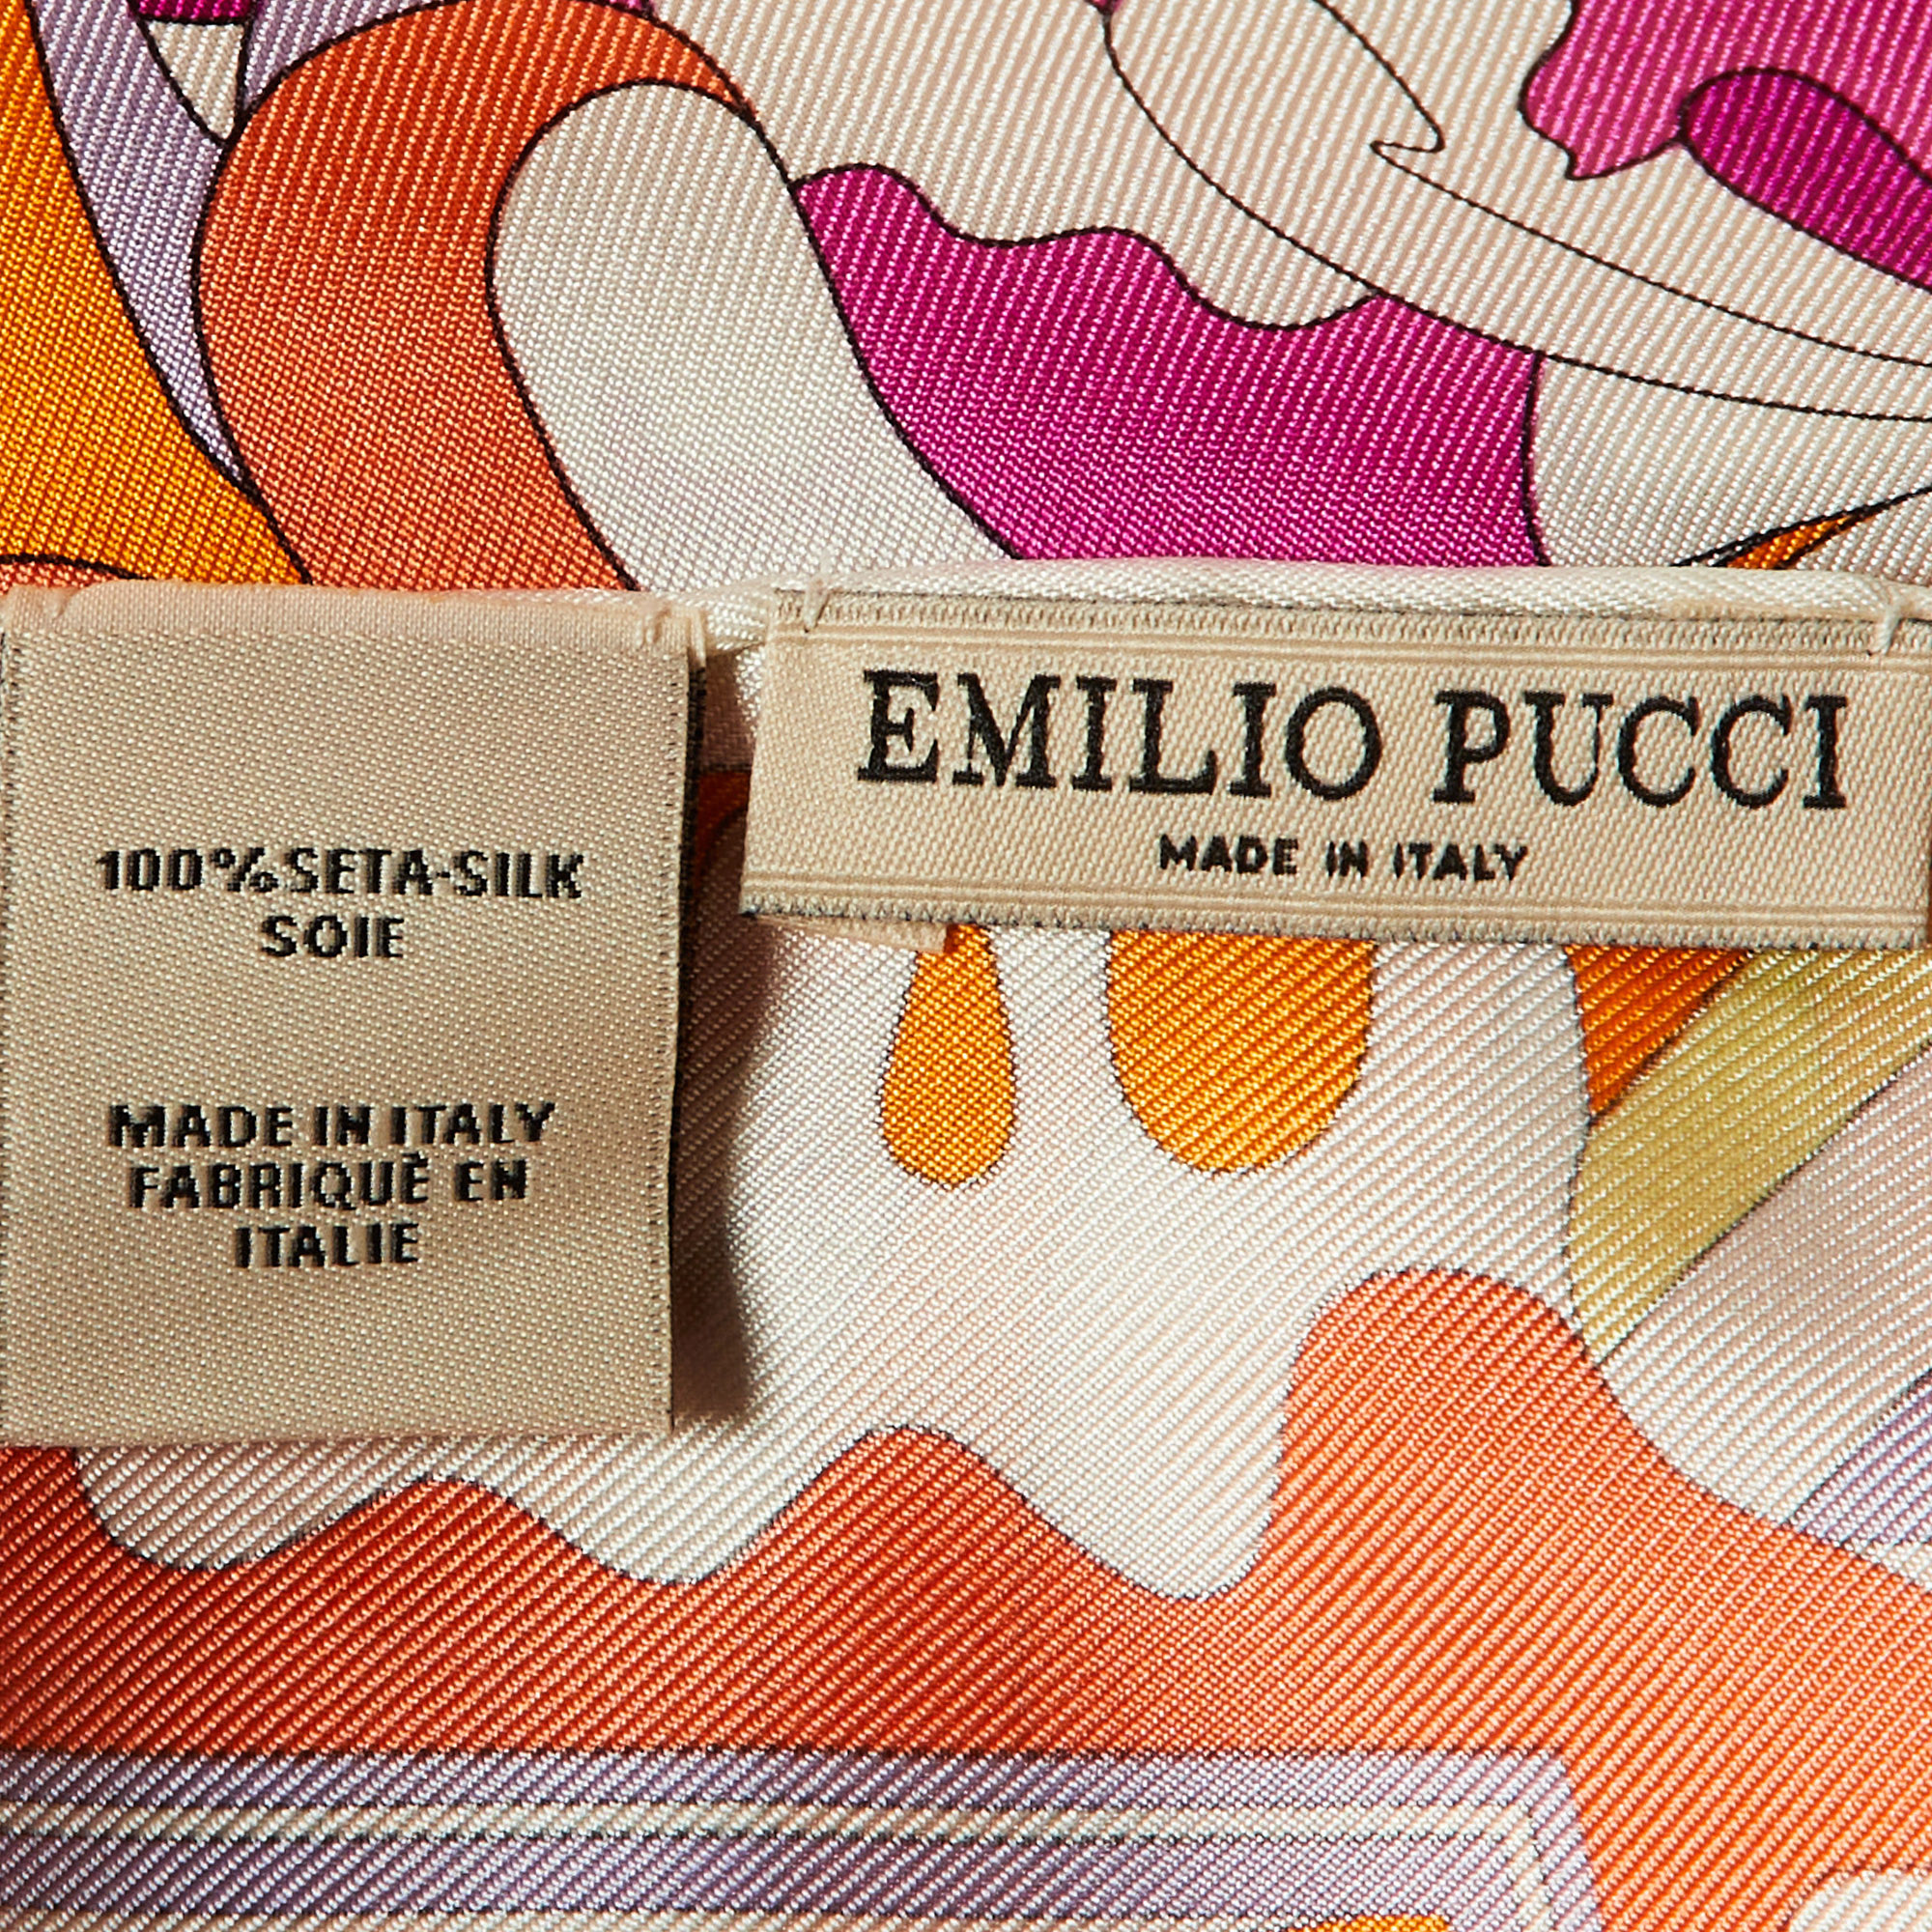 EMILIO PUCCI
MADE IN ITALY
100%SETA-SILK
SOIE
MADE IN ITALY
FABRIQUÈ EN
ITALIE